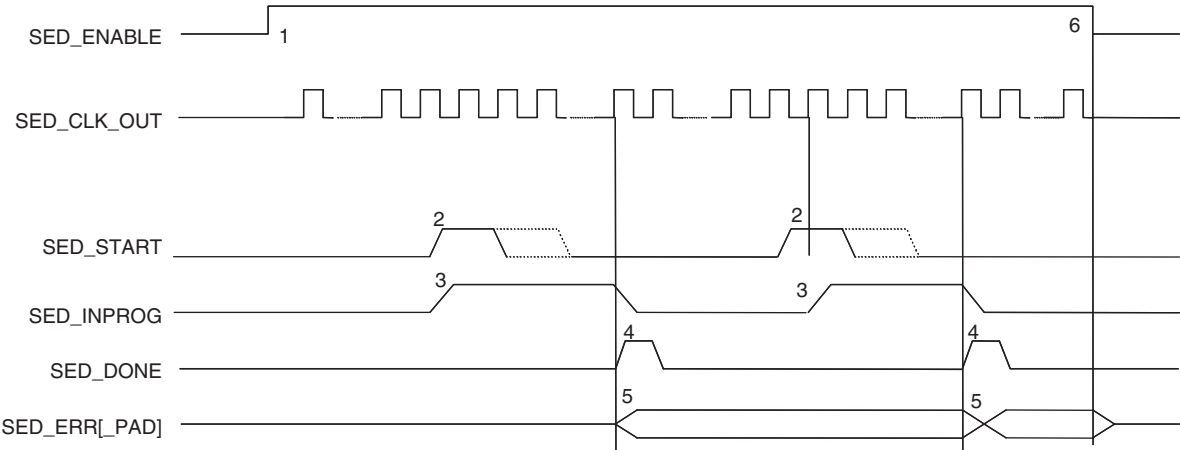 SED_ENABLE
1
6
SED_CLK_OUT
SED_START
2
2
SED_INPROG
3
3
SED_DONE
4
4
SED_ERR[_PAD]
5
5